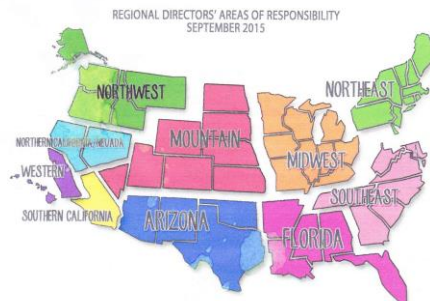 REGIONAL DIRECTORS' AREAS OF RESPONSIBILITY
SEPTEMBER 2015
NORTHWEST
NORTHEAST
NORTHERN CALIFORNIA, NEVADA
MOUNTAIN
MIDWEST
WESTERN
SOUTHEAST
SOUTHERN CALIFORNIA
ARIZONA
FLORIDA